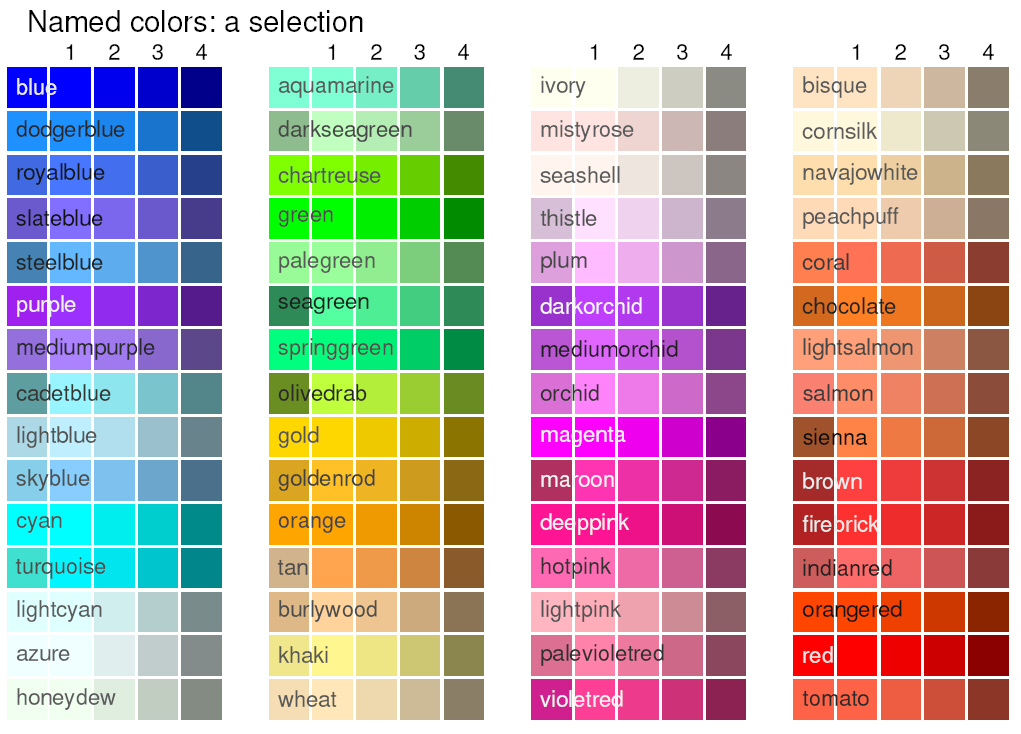 Named colors: a selection
1 2 3 4
blue
dodgerblue
royalblue
slateblue
steelblue
purple
mediumpurple
cadetblue
lightblue
skyblue
cyan
turquoise
lightcyan
azure
honeydew
1 2 3 4
aquamarine
darkseagreen
chartreuse
green
palegreen
seagreen
springgreen
olivedrab
gold
goldenrod
orange
tan
burlywood
khaki
wheat
1 2 3 4
ivory
mistyrose
seashell
thistle
plum
darkorchid
mediumorchid
orchid
magenta
maroon
deeppink
hotpink
lightpink
palevioletred
violetred
1 2 3 4
bisque
cornsilk
navajowhite
peachpuff
coral
chocolate
lightsalmon
salmon
sienna
brown
firebrick
indianred
orangered
red
tomato